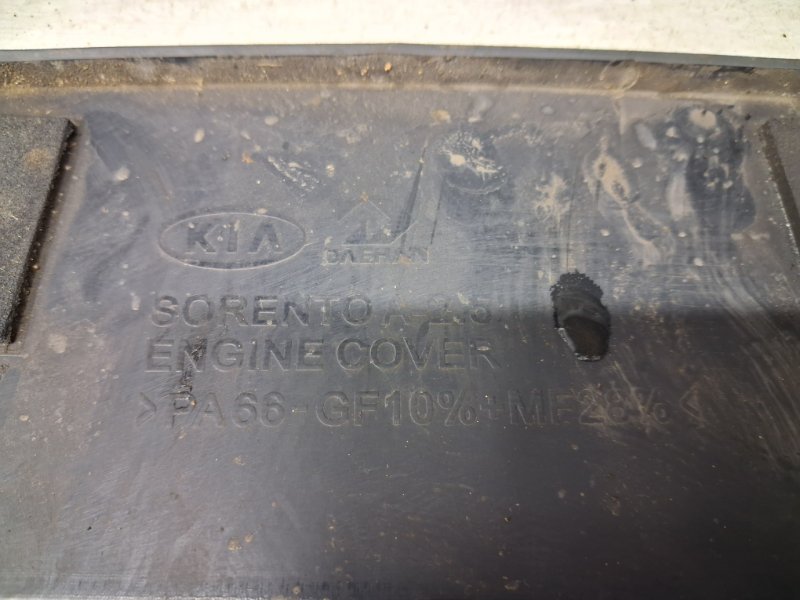 KIA DAEHAN
SORENTO A-2.5
ENGINE COVER
>PA66-GF10%+MF28%<